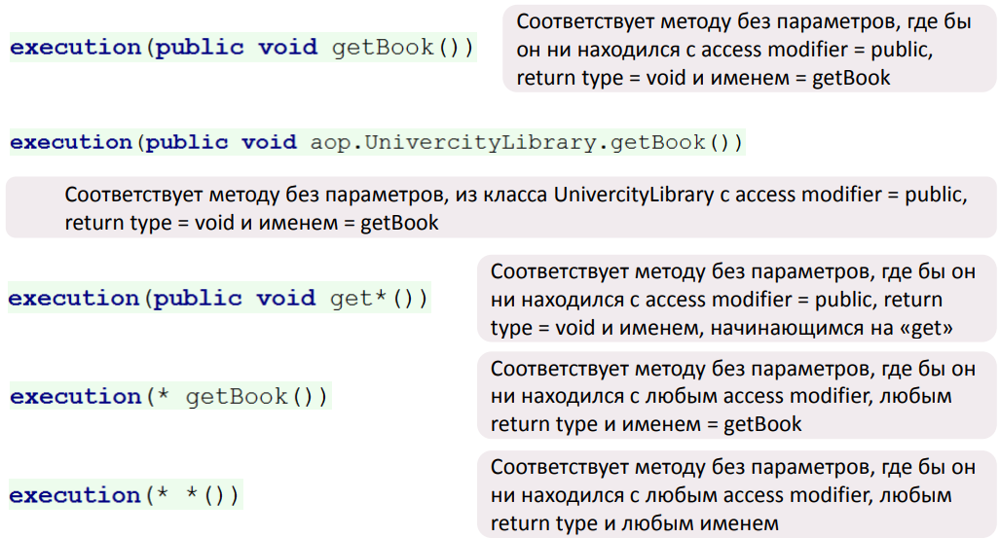 execution(public void getBook())
Соответствует методу без параметров, где бы
он ни находился с access modifier = public,
return type = void и именем = getBook
execution(public void aop.UnivercityLibrary.getBook())
Соответствует методу без параметров, из класса UnivercityLibrary с access modifier = public,
return type = void и именем = getBook
execution(public void get*())
Соответствует методу без параметров, где бы он
ни находился с access modifier = public, return
type = void и именем, начинающимся на «get»
execution(* getBook())
Соответствует методу без параметров, где бы он
ни находился с любым access modifier, любым
return type и именем = getBook
execution(* *())
Соответствует методу без параметров, где бы он
ни находился с любым access modifier, любым
return type и любым именем